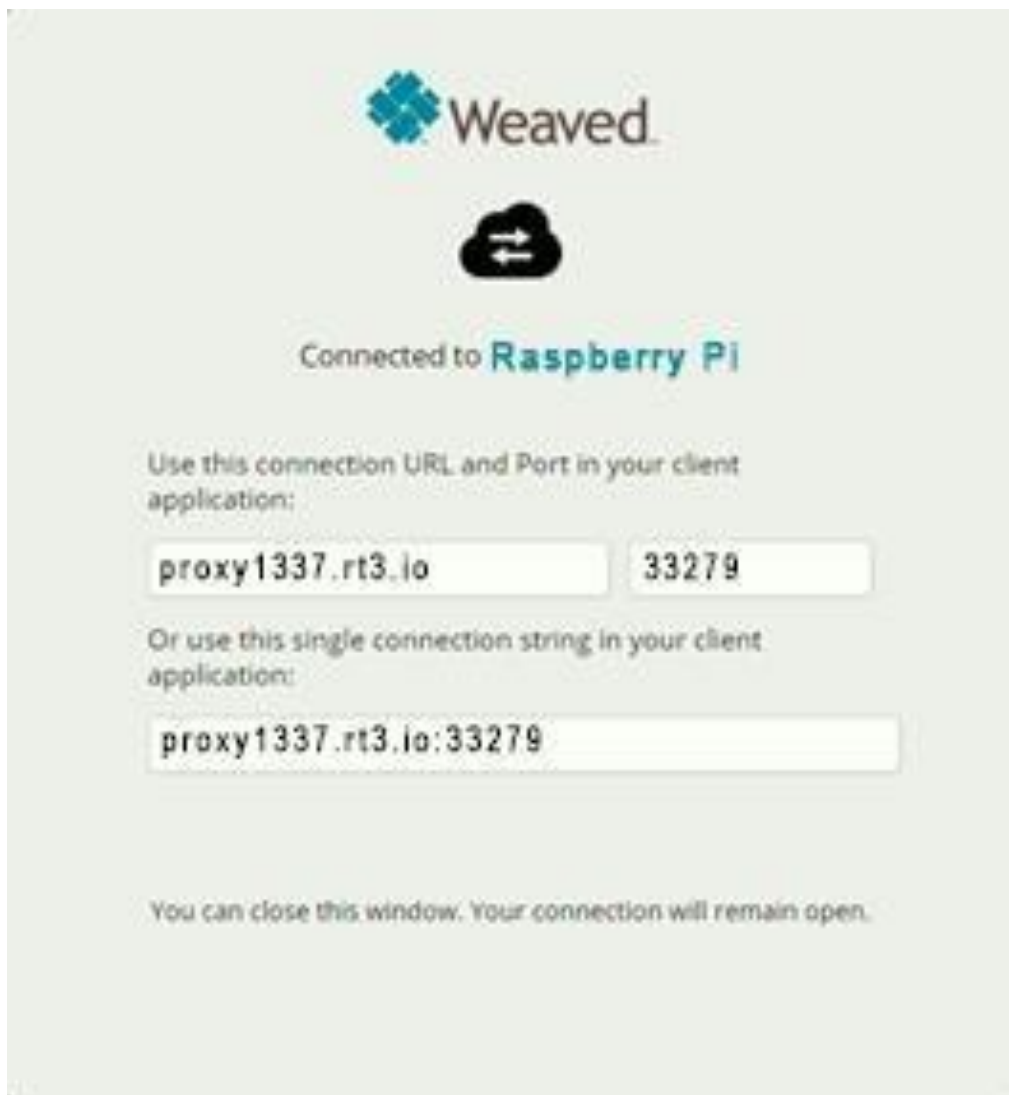 Weaved
Connected to Raspberry Pi
Use this connection URL and Port in your client
application:
proxy1337.rt3.io 33279
Or use this single connection string in your client
application:
proxy1337.rt3.io:33279
You can close this window. Your connection will remain open.